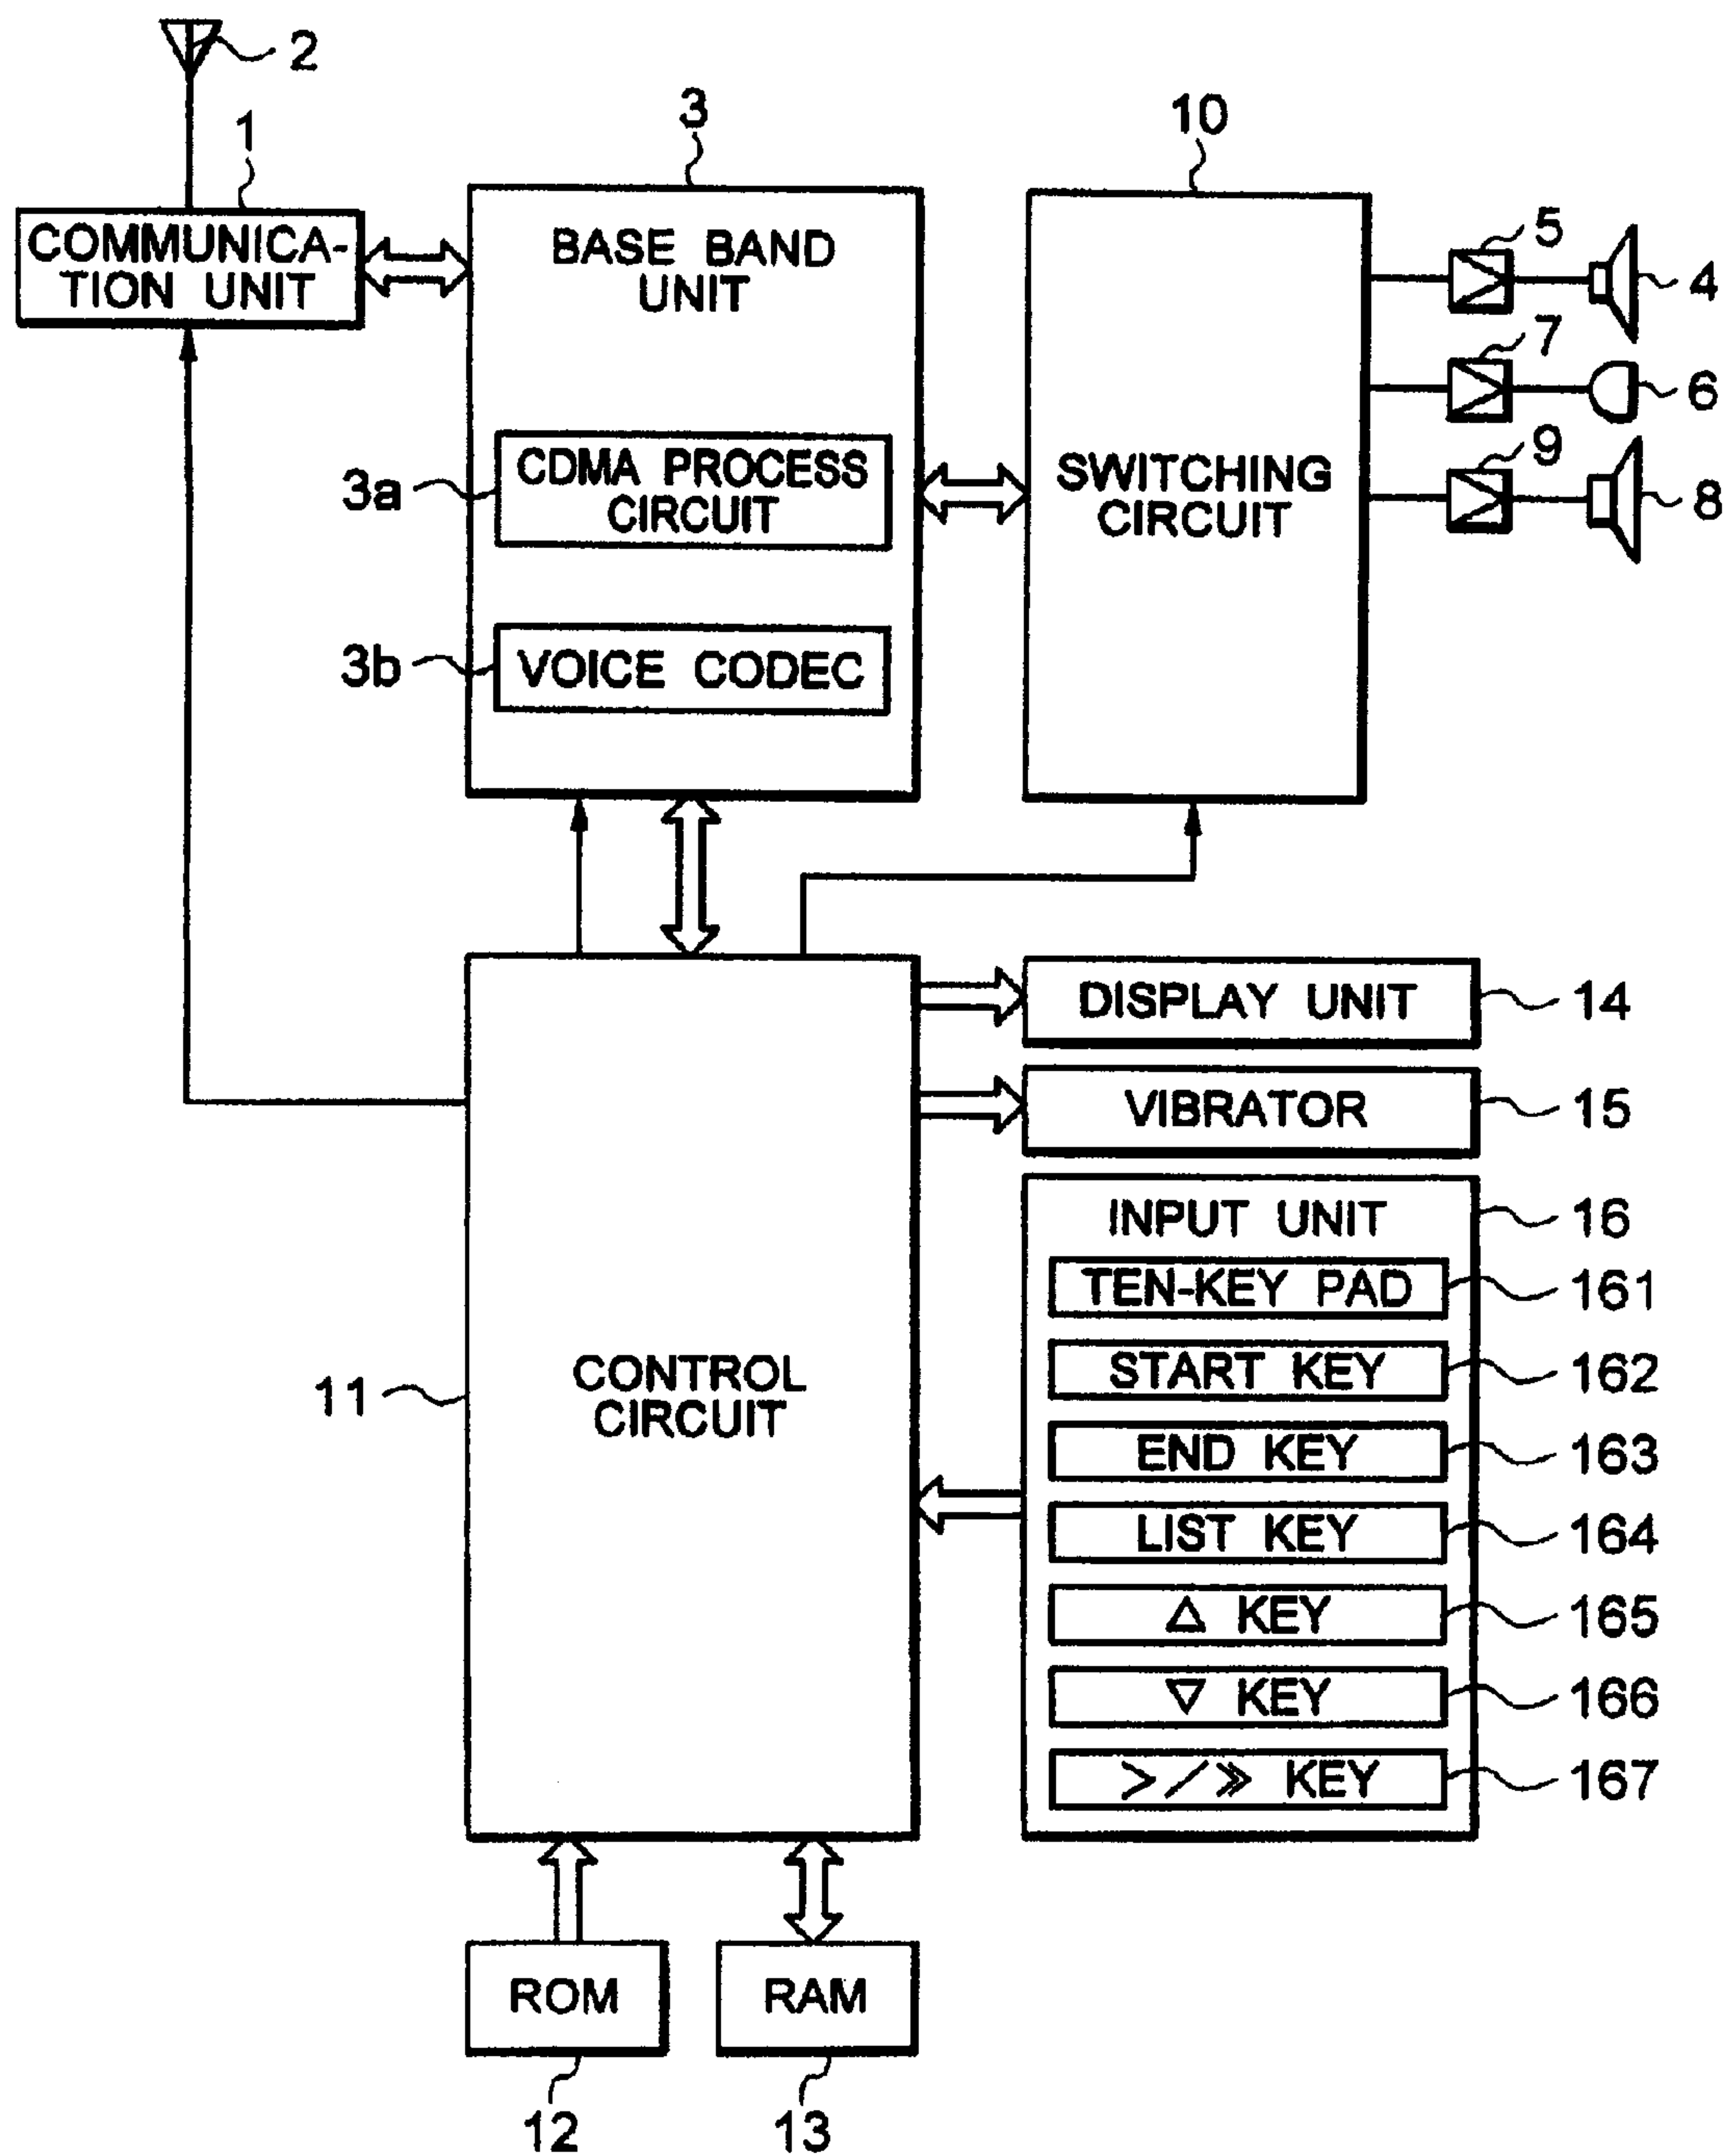 2
1
3
10
COMMUNICA-
TION UNIT
BASE BAND
UNIT
5
4
7
6
9
8
3a
CDMA PROCESS
CIRCUIT
SWITCHING
CIRCUIT
3b
VOICE CODEC
DISPLAY UNIT
14
VIBRATOR
15
INPUT UNIT
16
TEN-KEY PAD
161
11
CONTROL
CIRCUIT
START KEY
162
END KEY
163
LIST KEY
164
△ KEY
165
▽ KEY
166
>/≫ KEY
167
ROM
RAM
12
13